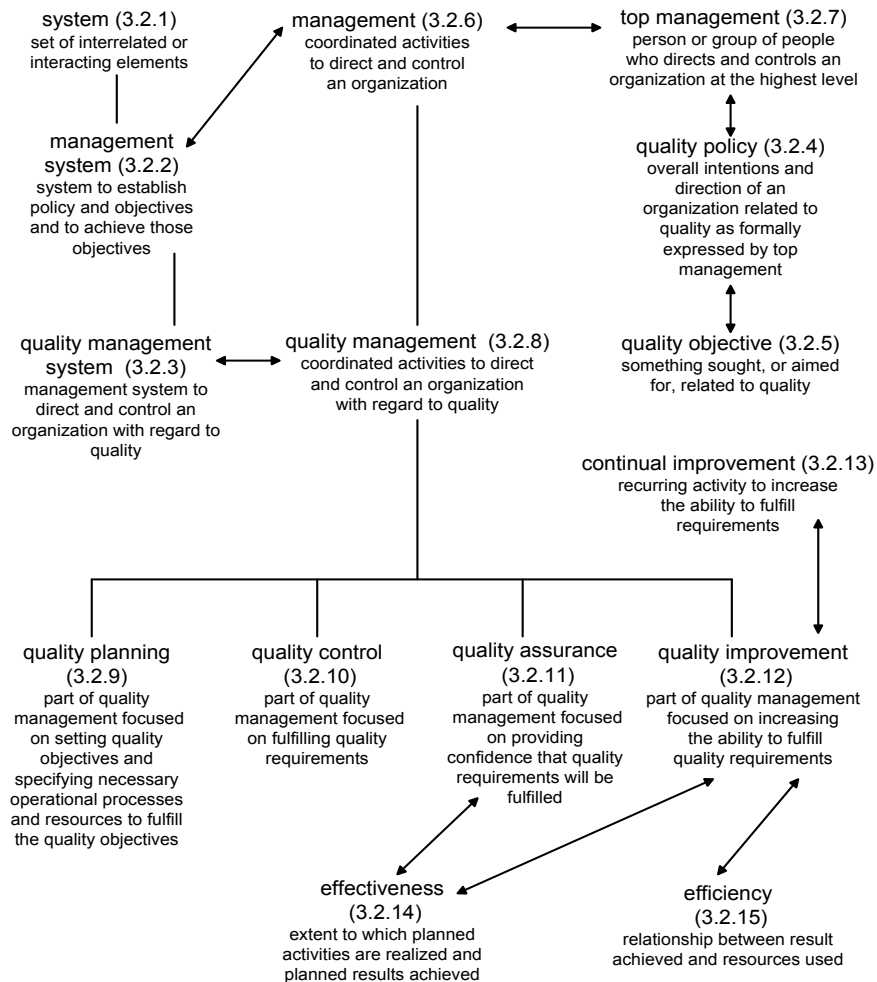 system (3.2.1)
set of interrelated or
interacting elements
management (3.2.6)
coordinated activities
to direct and control
an organization
top management (3.2.7)
person or group of people
who directs and controls an
organization at the highest level
management
system (3.2.2)
system to establish
policy and objectives
and to achieve those
objectives
quality policy (3.2.4)
overall intentions and
direction of an
organization related to
quality as formally
expressed by top
management
quality management
system (3.2.3)
management system to
direct and control an
organization with regard to
quality
quality management (3.2.8)
coordinated activities to direct
and control an organization
with regard to quality
quality objective (3.2.5)
something sought, or aimed
for, related to quality
continual improvement (3.2.13)
recurring activity to increase
the ability to fulfill
requirements
quality planning
(3.2.9)
part of quality
management focused
on setting quality
objectives and
specifying necessary
operational processes
and resources to fulfill
the quality objectives
quality control
(3.2.10)
part of quality
management focused
on fulfilling quality
requirements
quality assurance
(3.2.11)
part of quality
management focused
on providing
confidence that quality
requirements will be
fulfilled
quality improvement
(3.2.12)
part of quality management
focused on increasing
the ability to fulfill
quality requirements
effectiveness
(3.2.14)
extent to which planned
activities are realized and
planned results achieved
efficiency
(3.2.15)
relationship between result
achieved and resources used